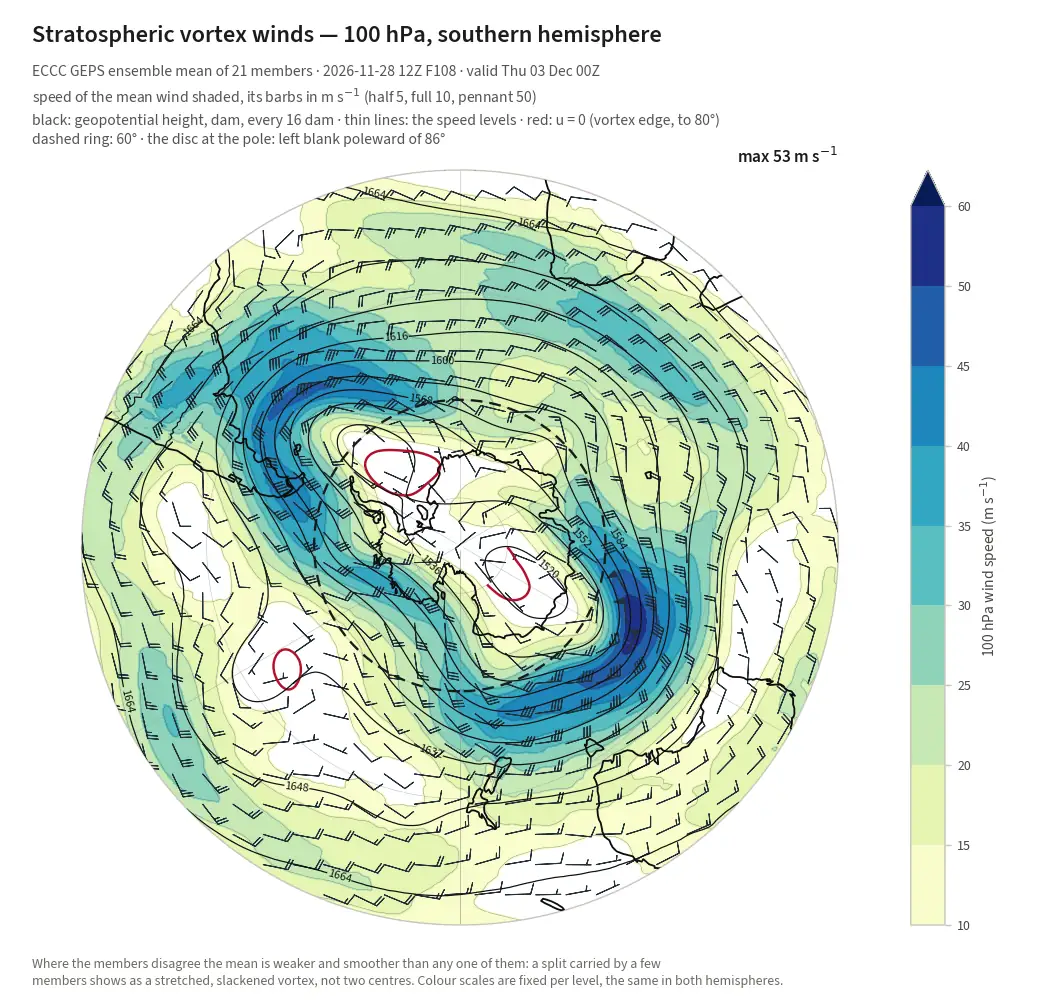 Stratospheric vortex winds — 100 hPa, southern hemisphere
ECCC GEPS ensemble mean of 21 members · 2026-11-28 12Z F108 · valid Thu 03 Dec 00Z
speed of the mean wind shaded, its barbs in m s⁻¹ (half 5, full 10, pennant 50)
black: geopotential height, dam, every 16 dam · thin lines: the speed levels · red: u = 0 (vortex edge, to 80°)
dashed ring: 60° · the disc at the pole: left blank poleward of 86°
max 53 m s⁻¹
1664
1664
1664
1616
1600
1568
1552
1584
1536
1520
1664
1632
1648
1664
60
50
45
40
35
30
25
20
15
10
100 hPa wind speed (m s⁻¹)
Where the members disagree the mean is weaker and smoother than any one of them: a split carried by a few
members shows as a stretched, slackened vortex, not two centres. Colour scales are fixed per level, the same in both hemispheres.